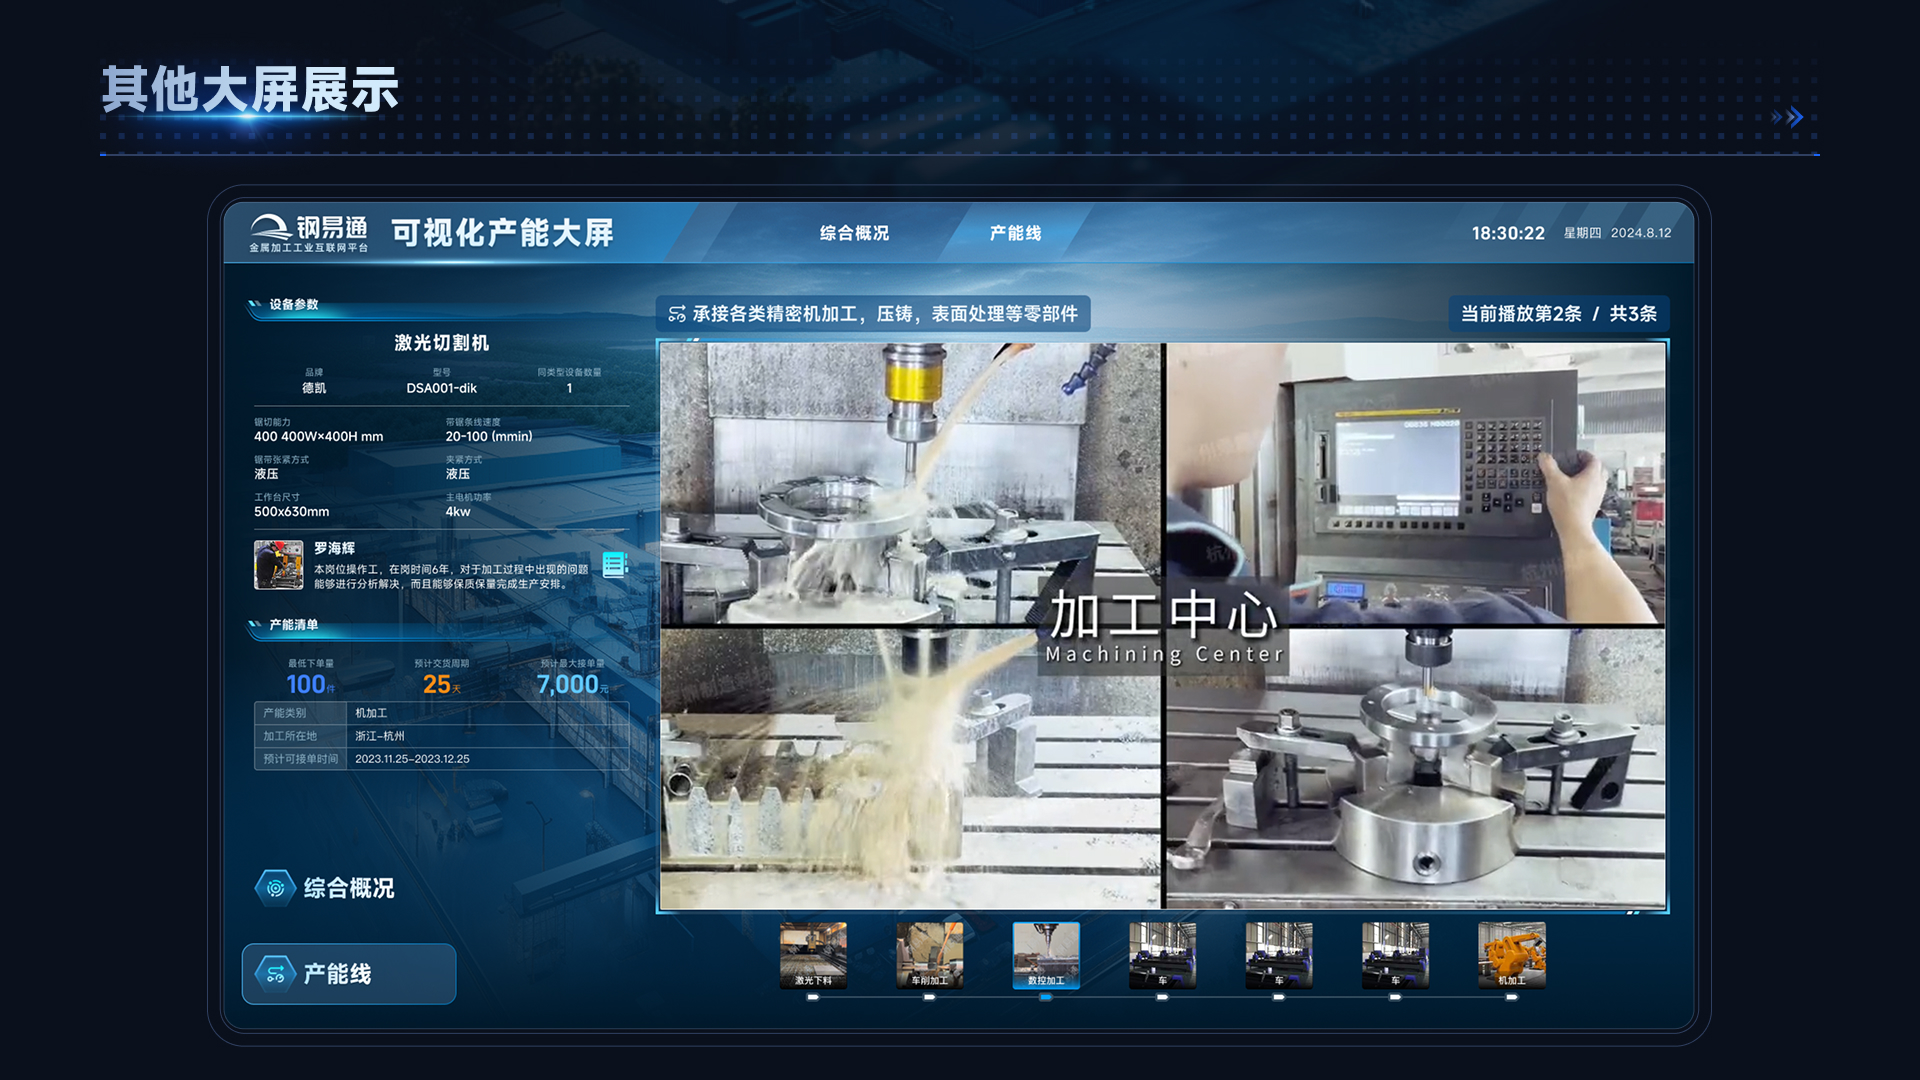 其他大屏展示
钢易通
金属加工工业互联网平台
可视化产能大屏
综合概况
产能线
18:30:22 星期四 2024.8.12
设备参数
激光切割机
品牌 型号 同类型设备数量
德凯 DSA001-dik 1
锯切能力 带锯条线速度
400 400W×400H mm 20-100 (mmin)
锯带张紧方式 夹紧方式
液压 液压
工作台尺寸 主电机功率
500x630mm 4kw
罗海辉
本岗位操作工，在岗时间6年，对于加工过程中出现的问题
能够进行分析解决，而且能够保质保量完成生产安排。
产能清单
最低下单量 预计交货周期 预计最大接单量
100件 25天 7,000元
产能类别 机加工
加工所在地 浙江-杭州
预计可接单时间 2023.11.25-2023.12.25
综合概况
产能线
承接各类精密机加工，压铸，表面处理等零部件
当前播放第2条 / 共3条
加工中心
Machining Center
激光下料 车削加工 数控加工 车 车 车 机加工